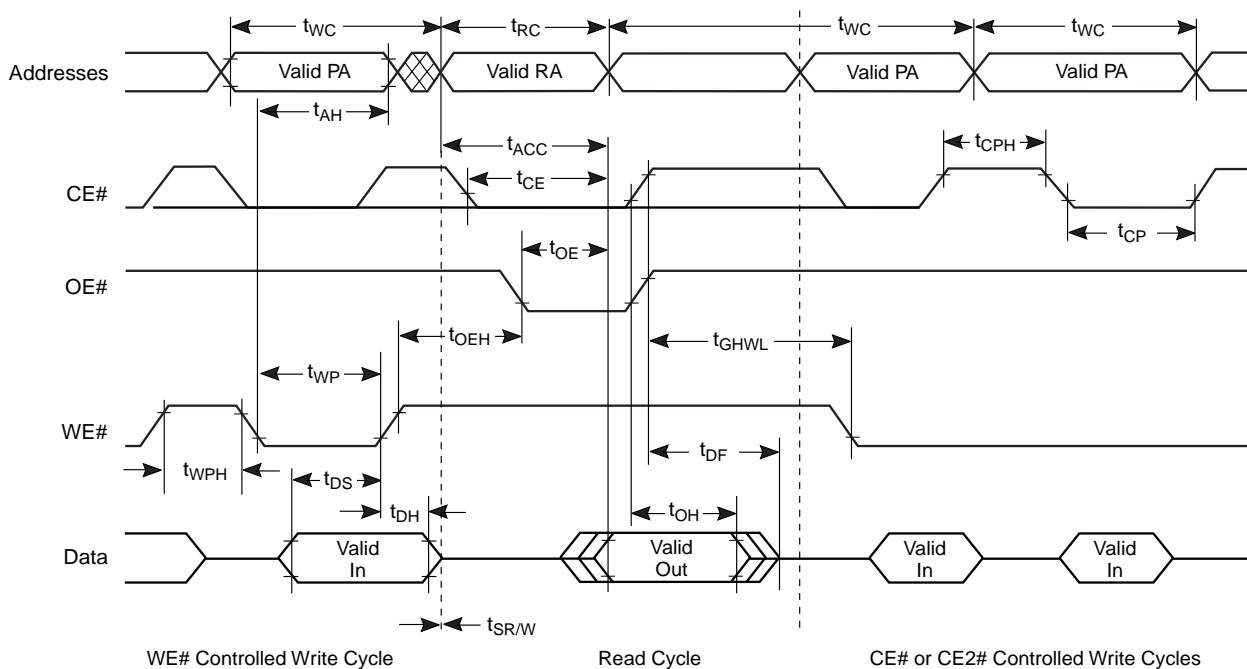 tWC tRC tWC tWC
Addresses Valid PA Valid RA Valid PA Valid PA
tAH
tACC tCPH
CE# tCE
tOE tCP
OE#
tOEH tGHWL
tWP
WE#
tWPH tDS tDF
tDH tOH
Data Valid In Valid Out Valid In Valid In
tSR/W
WE# Controlled Write Cycle Read Cycle CE# or CE2# Controlled Write Cycles